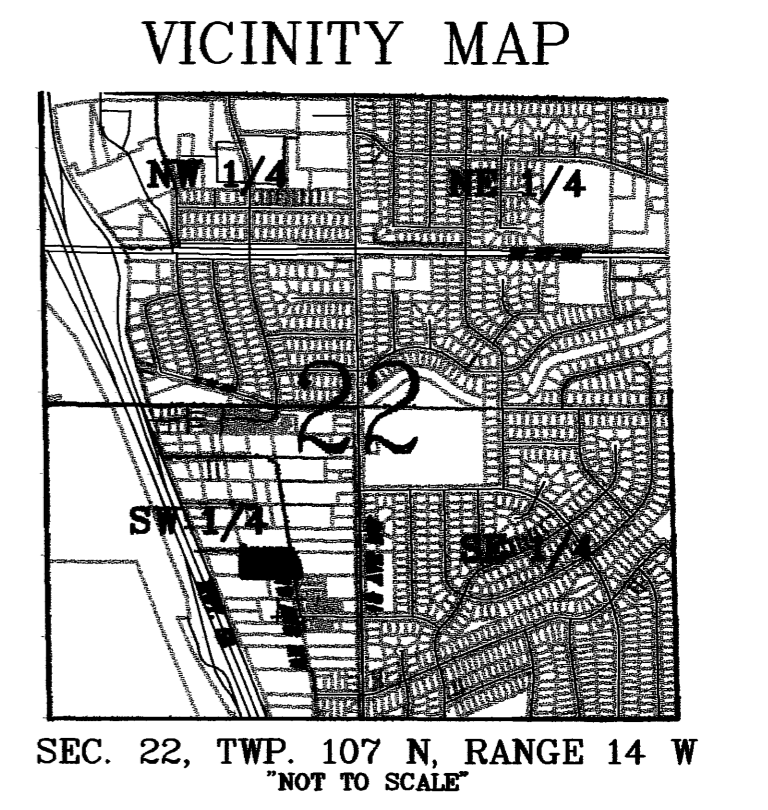 VICINITY MAP
NW 1/4
NE 1/4
22
SW 1/4
SE 1/4
SEC. 22, TWP. 107 N, RANGE 14 W
"NOT TO SCALE"